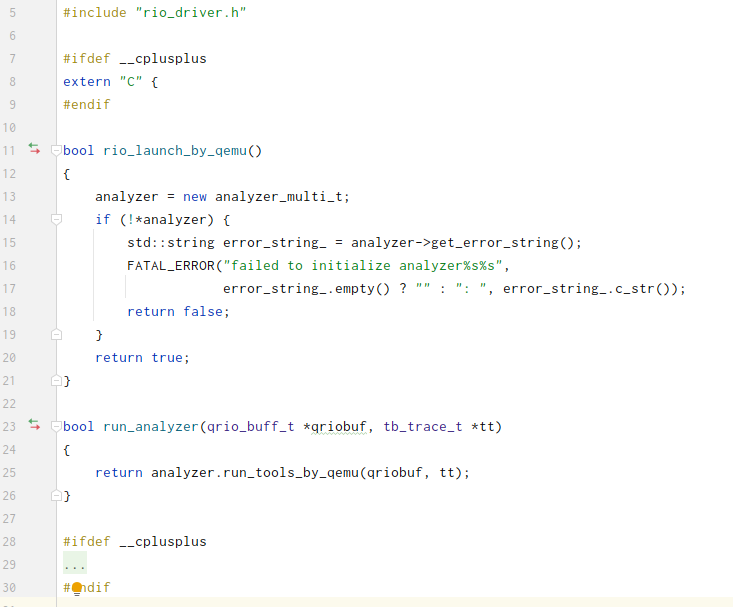 5 #include "rio_driver.h"
6
7 #ifdef __cplusplus
8 extern "C" {
9 #endif
10
11 bool rio_launch_by_qemu()
12 {
13     analyzer = new analyzer_multi_t;
14     if (!*analyzer) {
15         std::string error_string_ = analyzer->get_error_string();
16         FATAL_ERROR("failed to initialize analyzer%s%s",
17                     error_string_.empty() ? "" : ": ", error_string_.c_str());
18         return false;
19     }
20     return true;
21 }
22
23 bool run_analyzer(qrio_buff_t *qriobuf, tb_trace_t *tt)
24 {
25     return analyzer.run_tools_by_qemu(qriobuf, tt);
26 }
27
28 #ifdef __cplusplus
29 ...
30 #endif